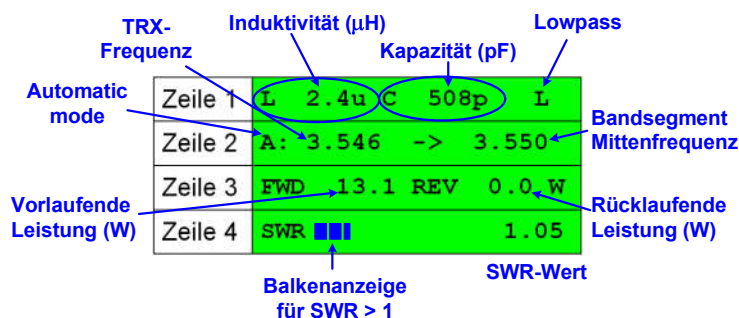 TRX-
Frequenz
Induktivität (µH)
Kapazität (pF)
Lowpass
Automatic
mode
Zeile 1 L 2.4u C 508p L
Zeile 2 A: 3.546 -> 3.550
Bandsegment
Mittenfrequenz
Vorlaufende
Leistung (W)
Zeile 3 FWD 13.1 REV 0.0 W
Rücklaufende
Leistung (W)
Zeile 4 SWR 1.05
SWR-Wert
Balkenanzeige
für SWR > 1